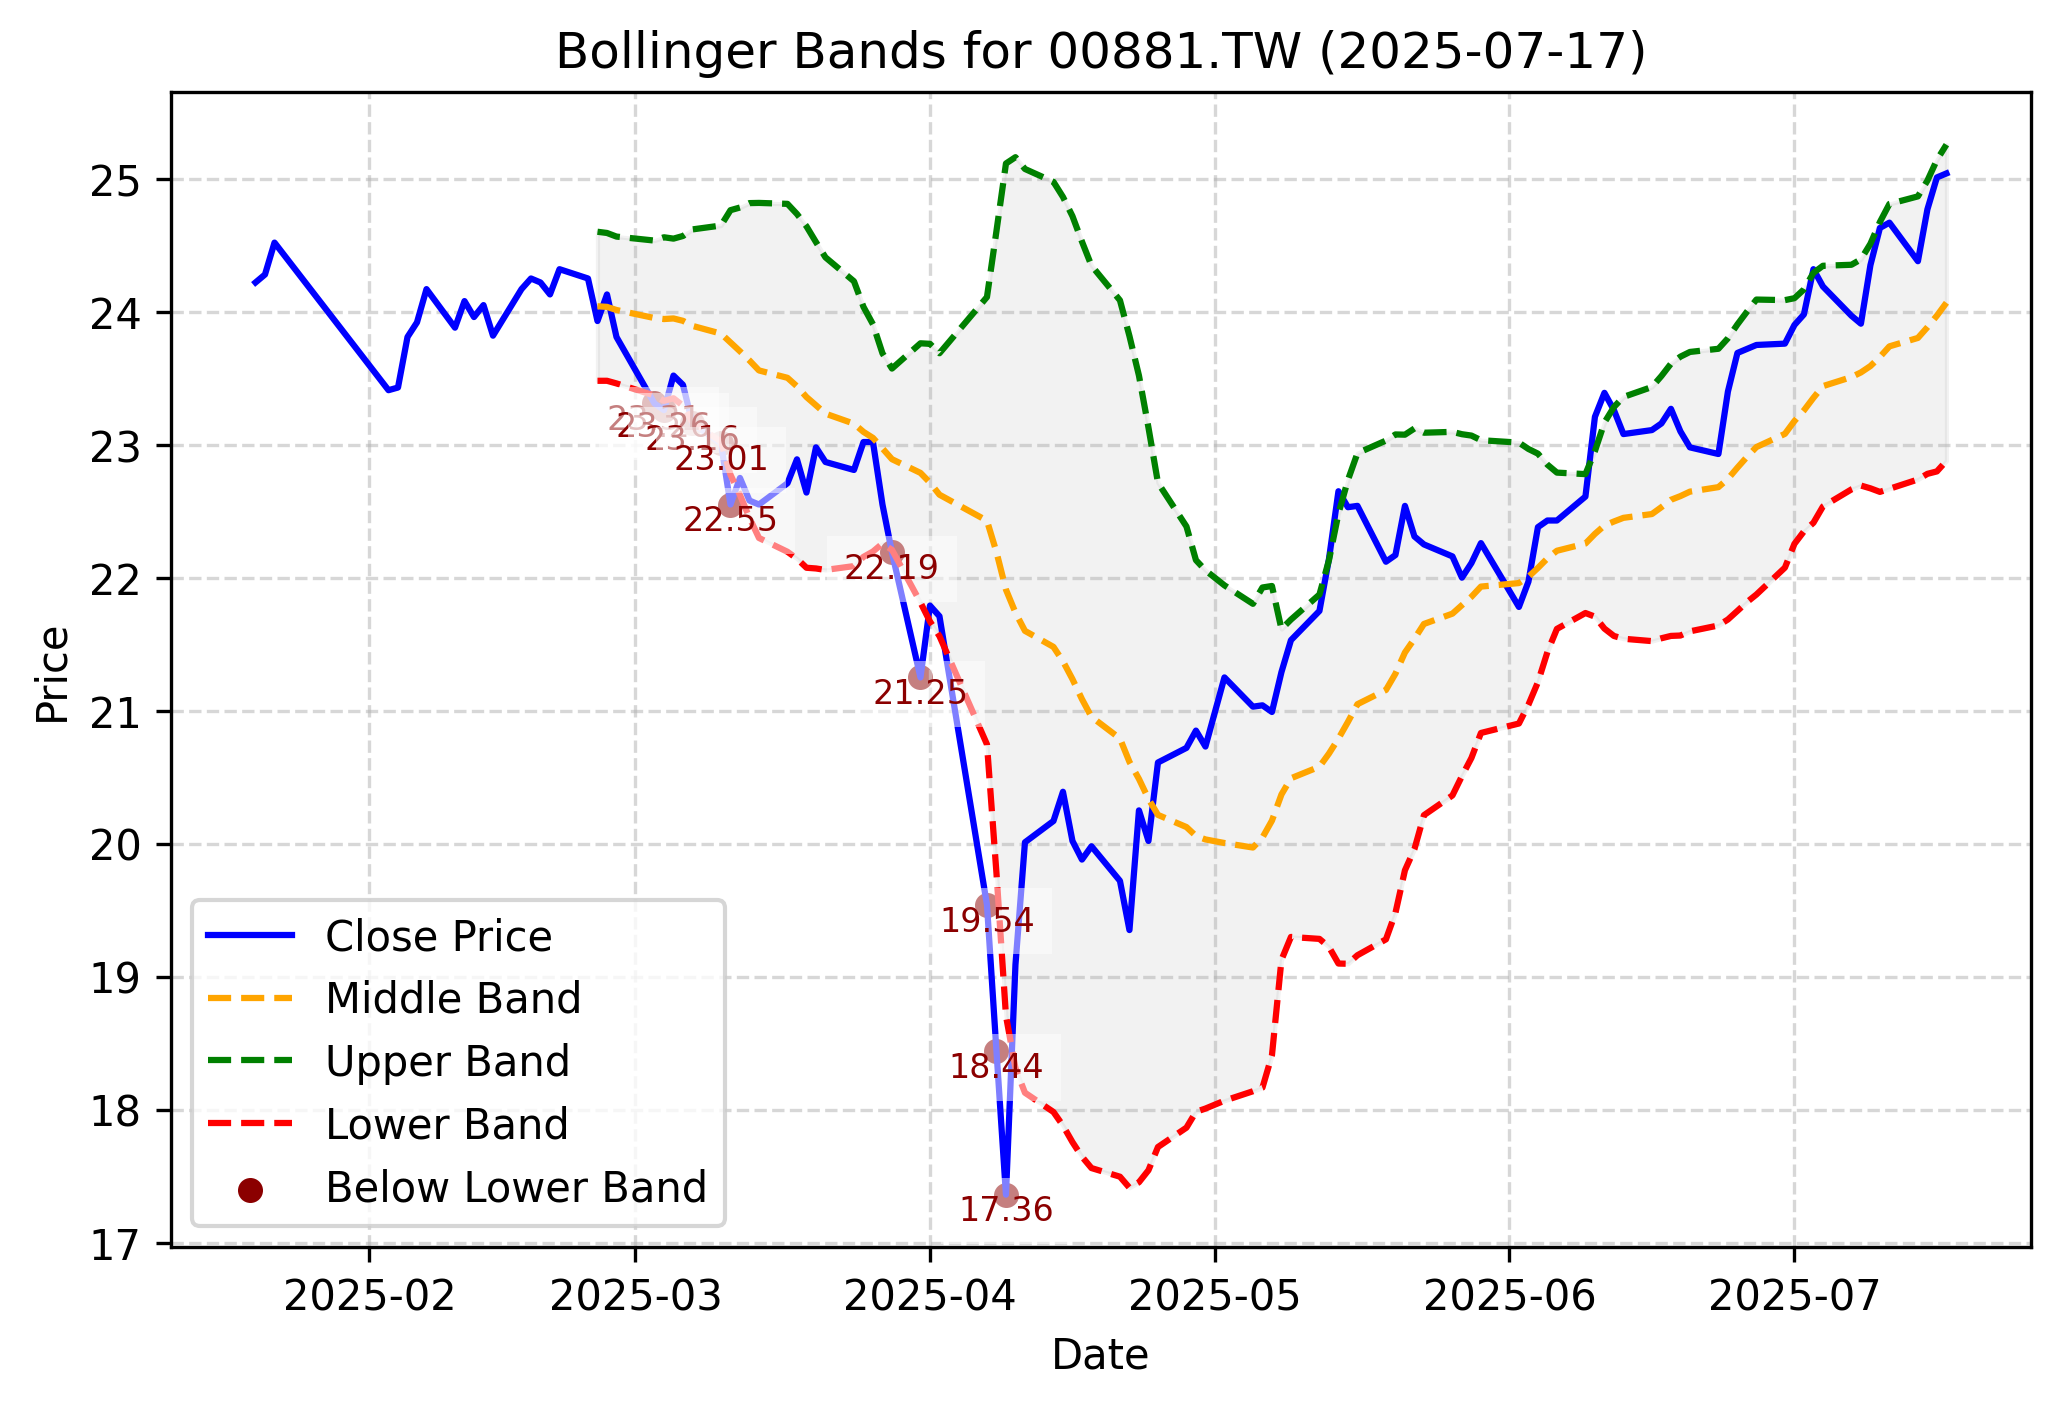 Bollinger Bands for 00881.TW (2025-07-17)
Price
25
24
23
22
21
20
19
18
17
23.16
23.01
22.55
22.19
21.25
19.54
18.44
17.36
Close Price
Middle Band
Upper Band
Lower Band
Below Lower Band
2025-02
2025-03
2025-04
2025-05
2025-06
2025-07
Date